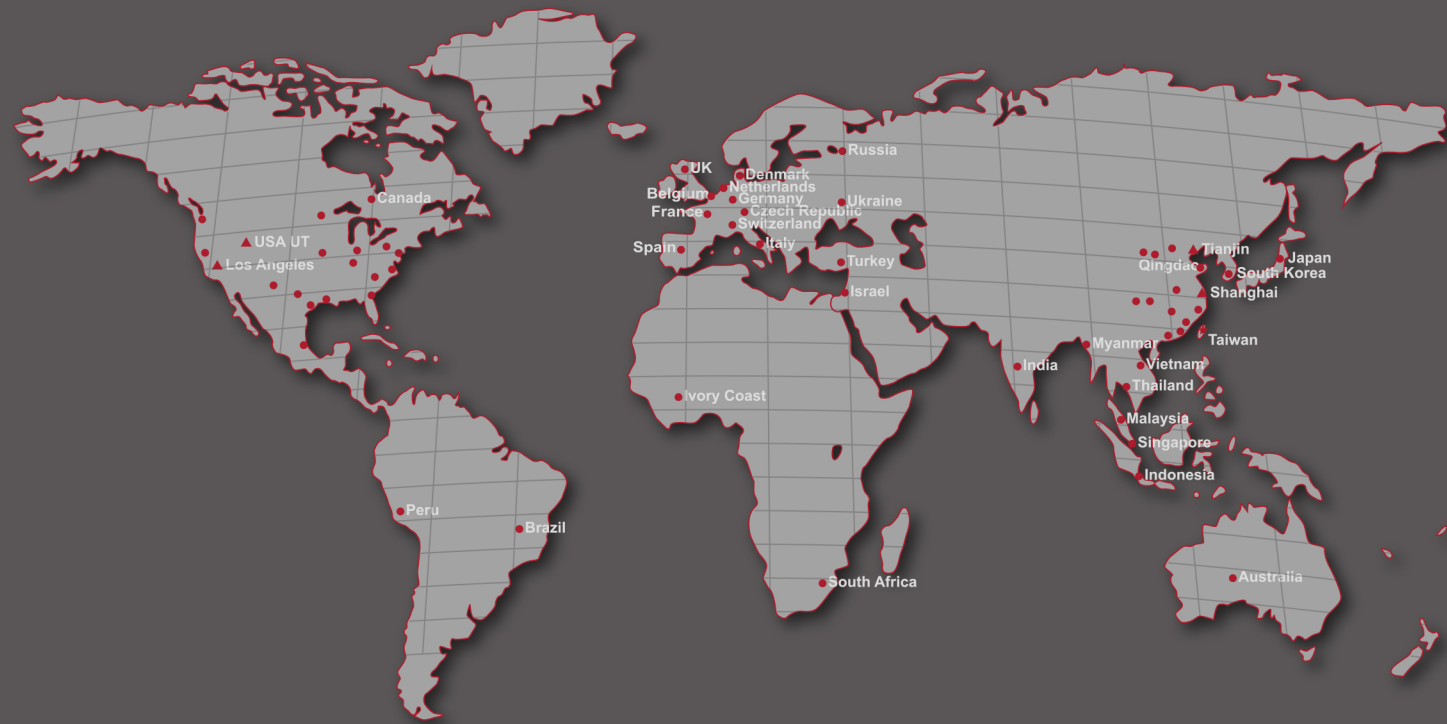 Russia
UK
Denmark
Netherlands
Belgium
Germany
Canada
Ukraine
France
Czech Republic
Switzerland
USA UT
Italy
Spain
Tianjin
Los Angeles
Turkey
Qingdao
Japan
South Korea
Israel
Shanghai
Taiwan
Myanmar
India
Vietnam
Thailand
Ivory Coast
Malaysia
Singapore
Indonesia
Peru
Brazil
Australia
South Africa